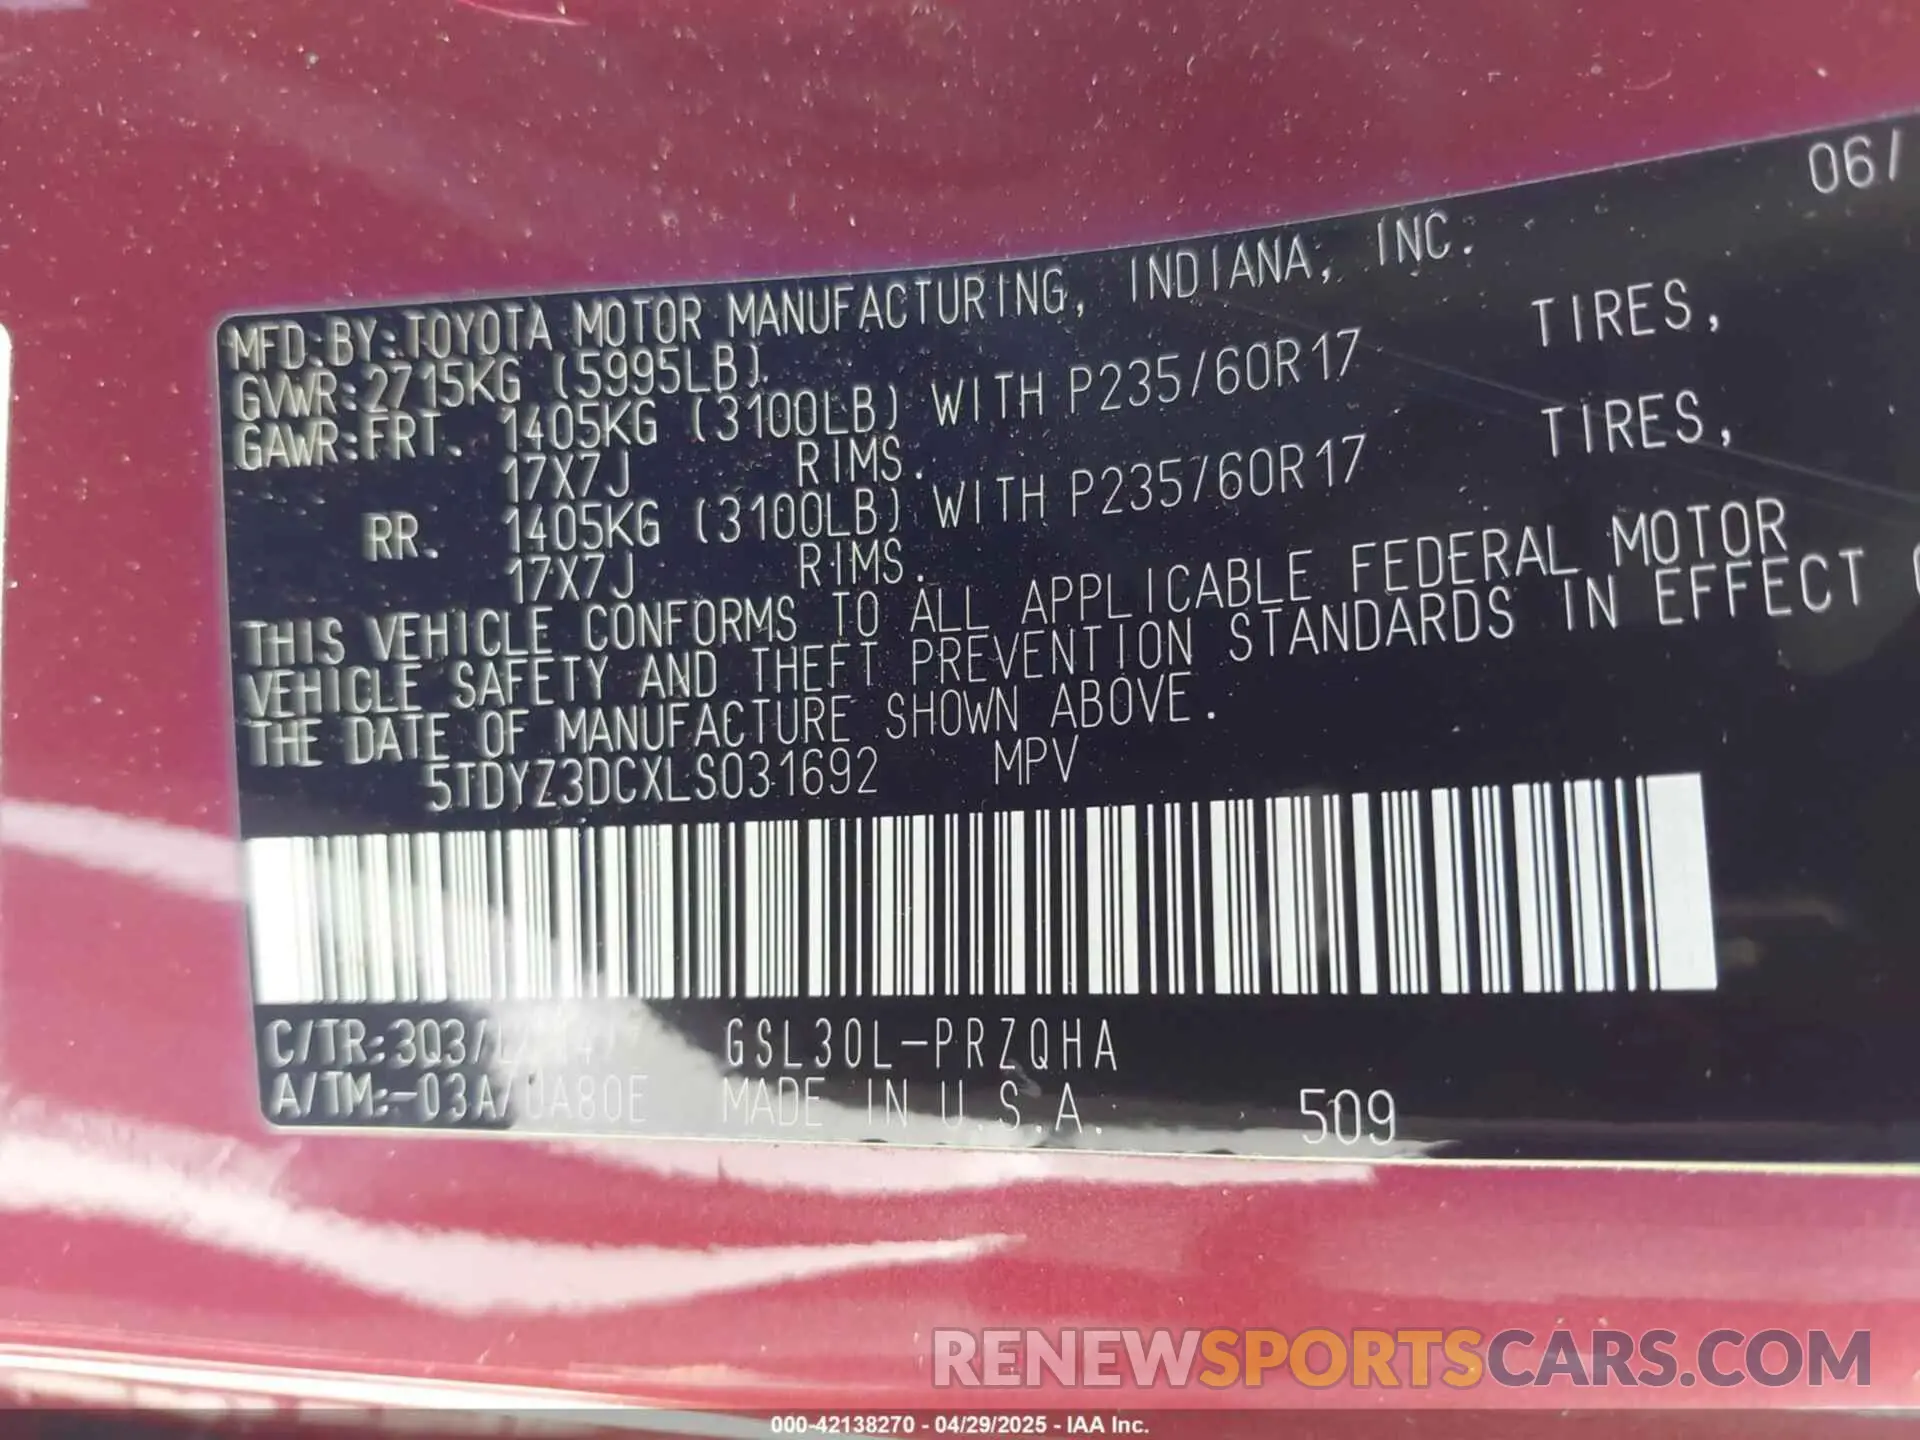 06/
MFD.BY:TOYOTA MOTOR MANUFACTURING, INDIANA, INC.
GVWR:2715KG (5995LB)
GAWR:FRT. 1405KG (3100LB) WITH P235/60R17 TIRES,
17X7J RIMS.
RR. 1405KG (3100LB) WITH P235/60R17 TIRES,
17X7J RIMS.
THIS VEHICLE CONFORMS TO ALL APPLICABLE FEDERAL MOTOR
VEHICLE SAFETY AND THEFT PREVENTION STANDARDS IN EFFECT
THE DATE OF MANUFACTURE SHOWN ABOVE.
5TDYZ3DCXLS031692 MPV
C/TR:3Q3/ GSL30L-PRZQHA
A/TM:-03A/UA80E MADE IN U.S.A.
509
RENEWSPORTSCARS.COM
000-42138270 - 04/29/2025 - IAA Inc.